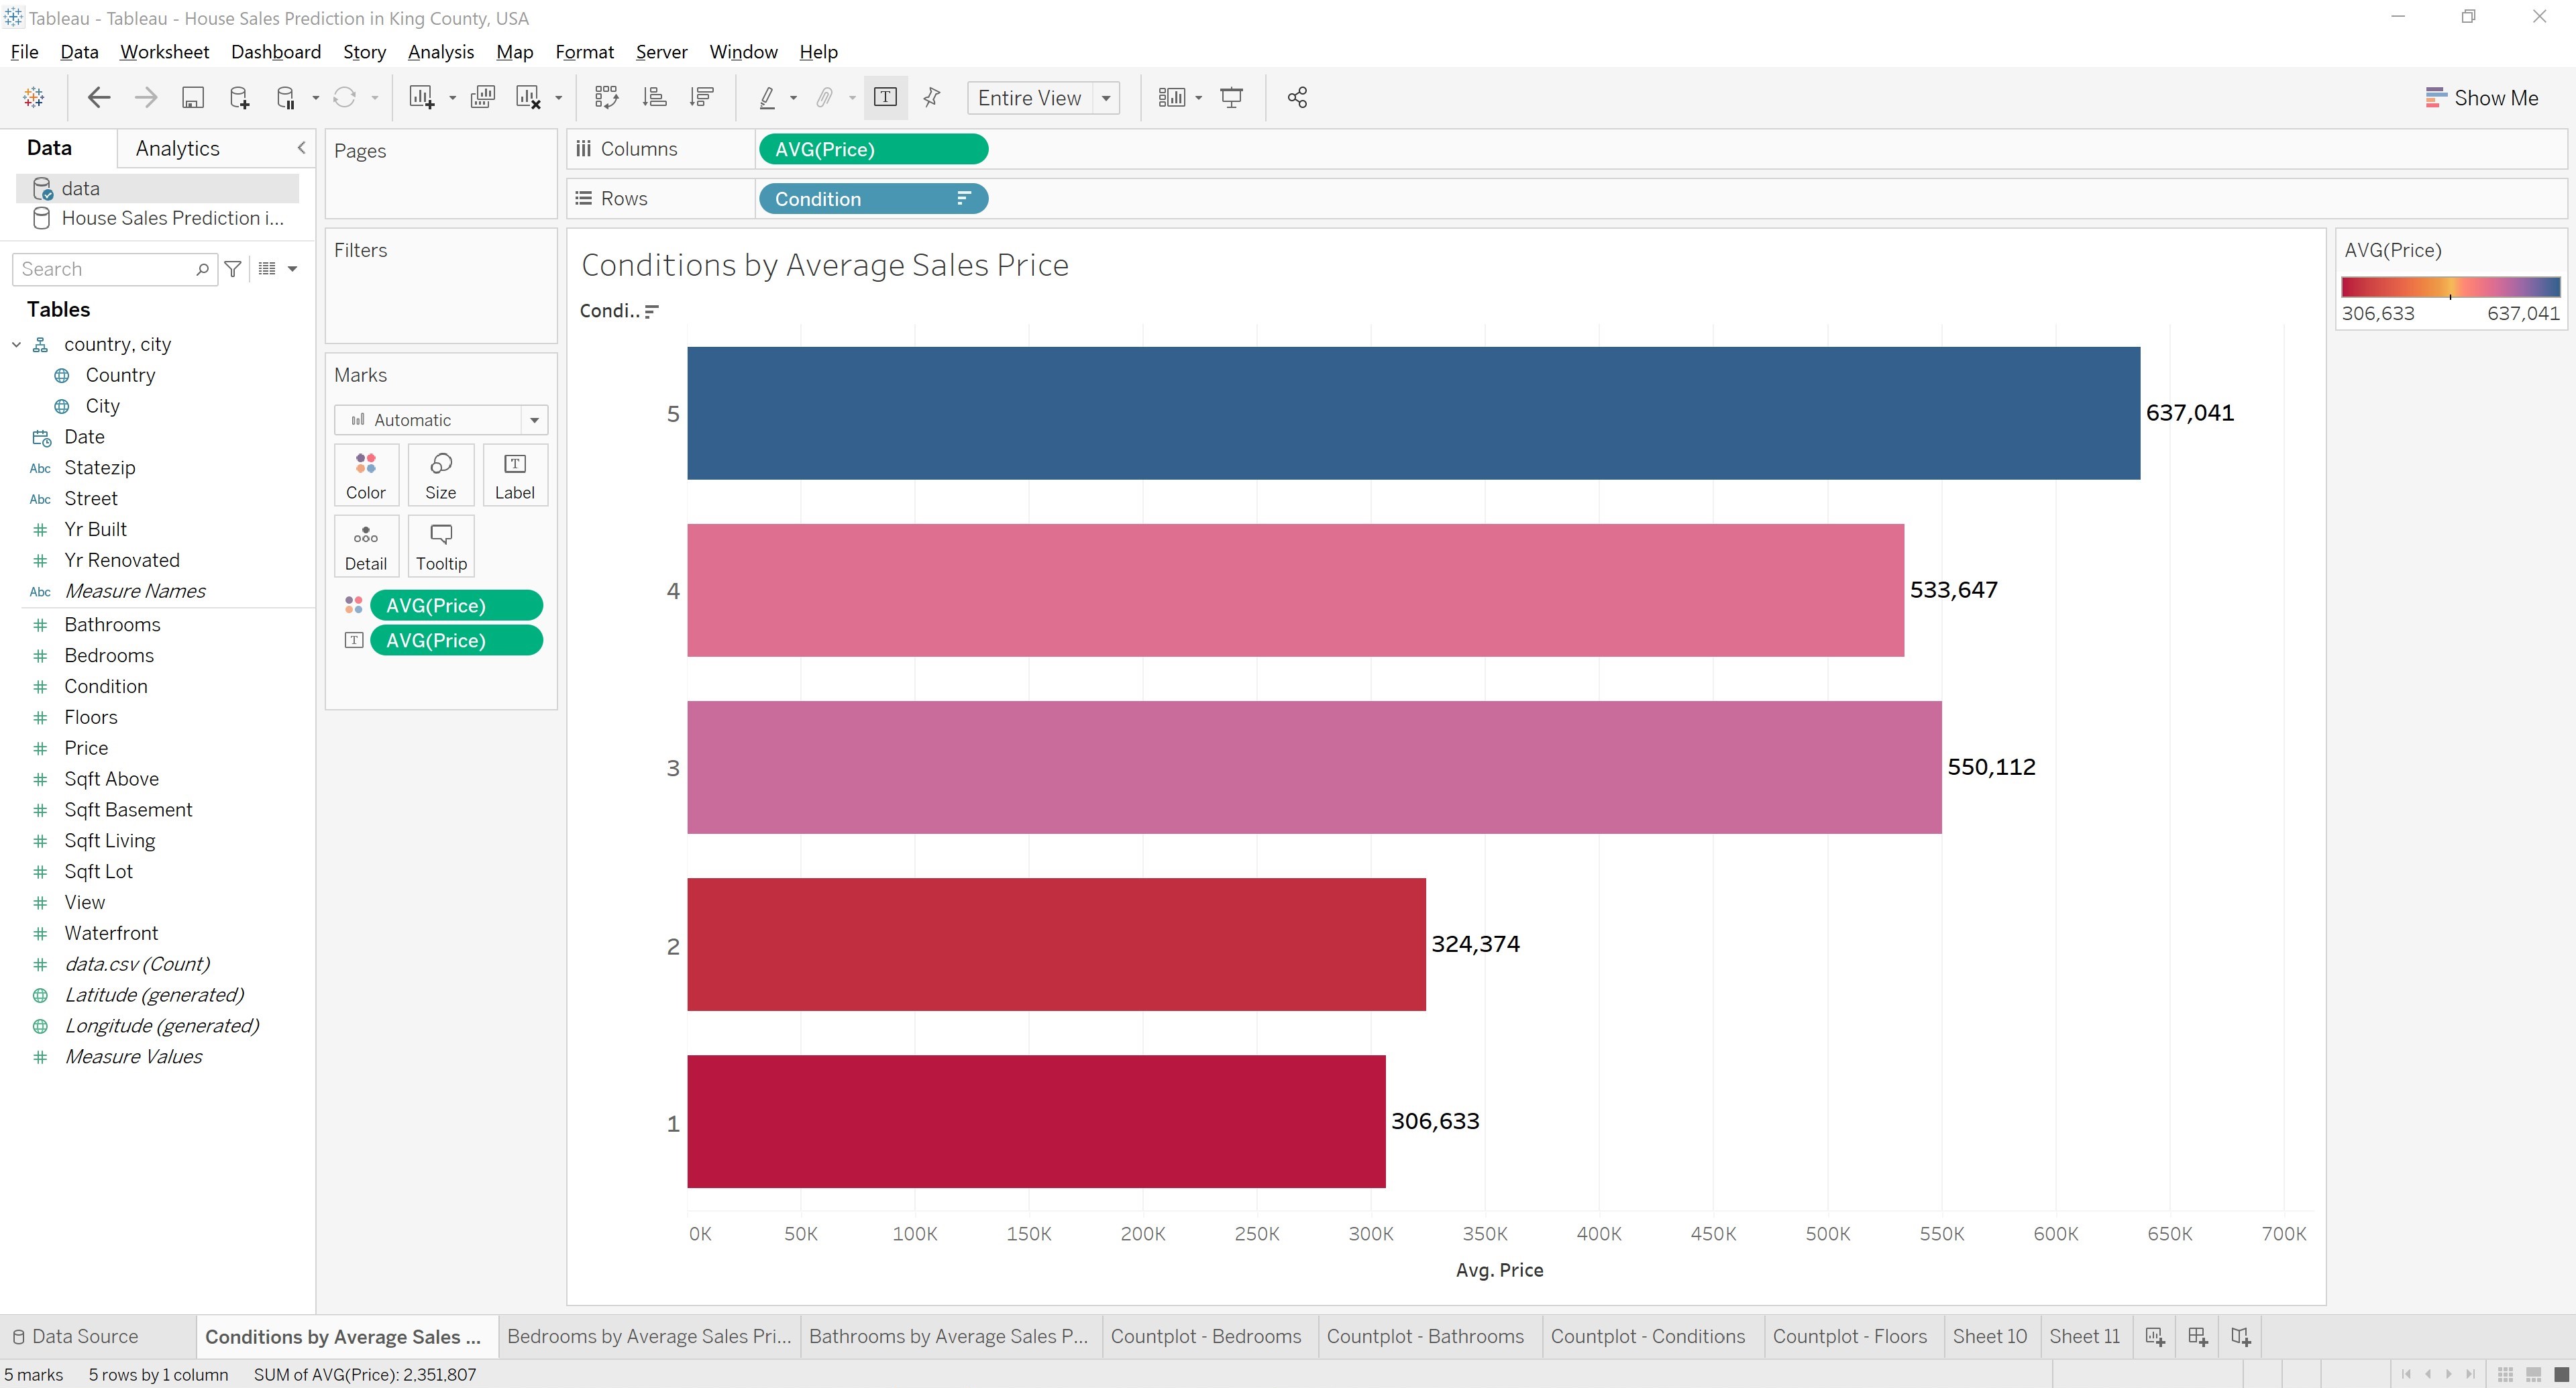 Tableau - Tableau - House Sales Prediction in King County, USA
File Data Worksheet Dashboard Story Analysis Map Format Server Window Help
Entire View
Show Me
Data Analytics
data
House Sales Prediction i...
Search
Tables
country, city
Country
City
Date
Abc Statezip
Abc Street
Yr Built
Yr Renovated
Abc Measure Names
Bathrooms
Bedrooms
Condition
Floors
Price
Sqft Above
Sqft Basement
Sqft Living
Sqft Lot
View
Waterfront
data.csv (Count)
Latitude (generated)
Longitude (generated)
Measure Values
Pages
Filters
Marks
Automatic
Color Size Label
Detail Tooltip
AVG(Price)
AVG(Price)
Columns AVG(Price)
Rows Condition
Conditions by Average Sales Price
Condi..
5 637,041
4 533,647
3 550,112
2 324,374
1 306,633
0K 50K 100K 150K 200K 250K 300K 350K 400K 450K 500K 550K 600K 650K 700K
Avg. Price
AVG(Price)
306,633 637,041
Data Source Conditions by Average Sales ... Bedrooms by Average Sales Pri... Bathrooms by Average Sales P... Countplot - Bedrooms Countplot - Bathrooms Countplot - Conditions Countplot - Floors Sheet 10 Sheet 11
5 marks 5 rows by 1 column SUM of AVG(Price): 2,351,807